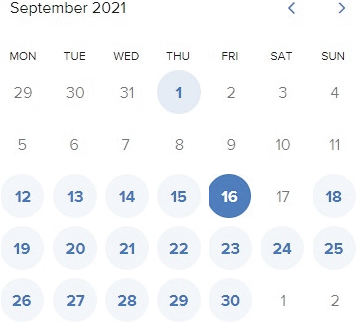 September 2021
MON TUE WED THU FRI SAT SUN
29 30 31 1 2 3 4
5 6 7 8 9 10 11
12 13 14 15 16 17 18
19 20 21 22 23 24 25
26 27 28 29 30 1 2